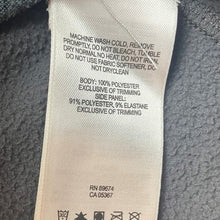 MACHINE WASH COLD, REMOVE
PROMPTLY, DO NOT BLEACH, TUMBLE
DRY NORMAL NO HEAT, DO NOT IRON,
DO NOT USE FABRIC SOFTENER, DO
NOT DRYCLEAN
BODY: 100% POLYESTER
EXCLUSIVE OF TRIMMING
SIDE PANEL:
91% POLYESTER, 9% ELASTANE
EXCLUSIVE OF TRIMMING
RN 89674
CA 05367